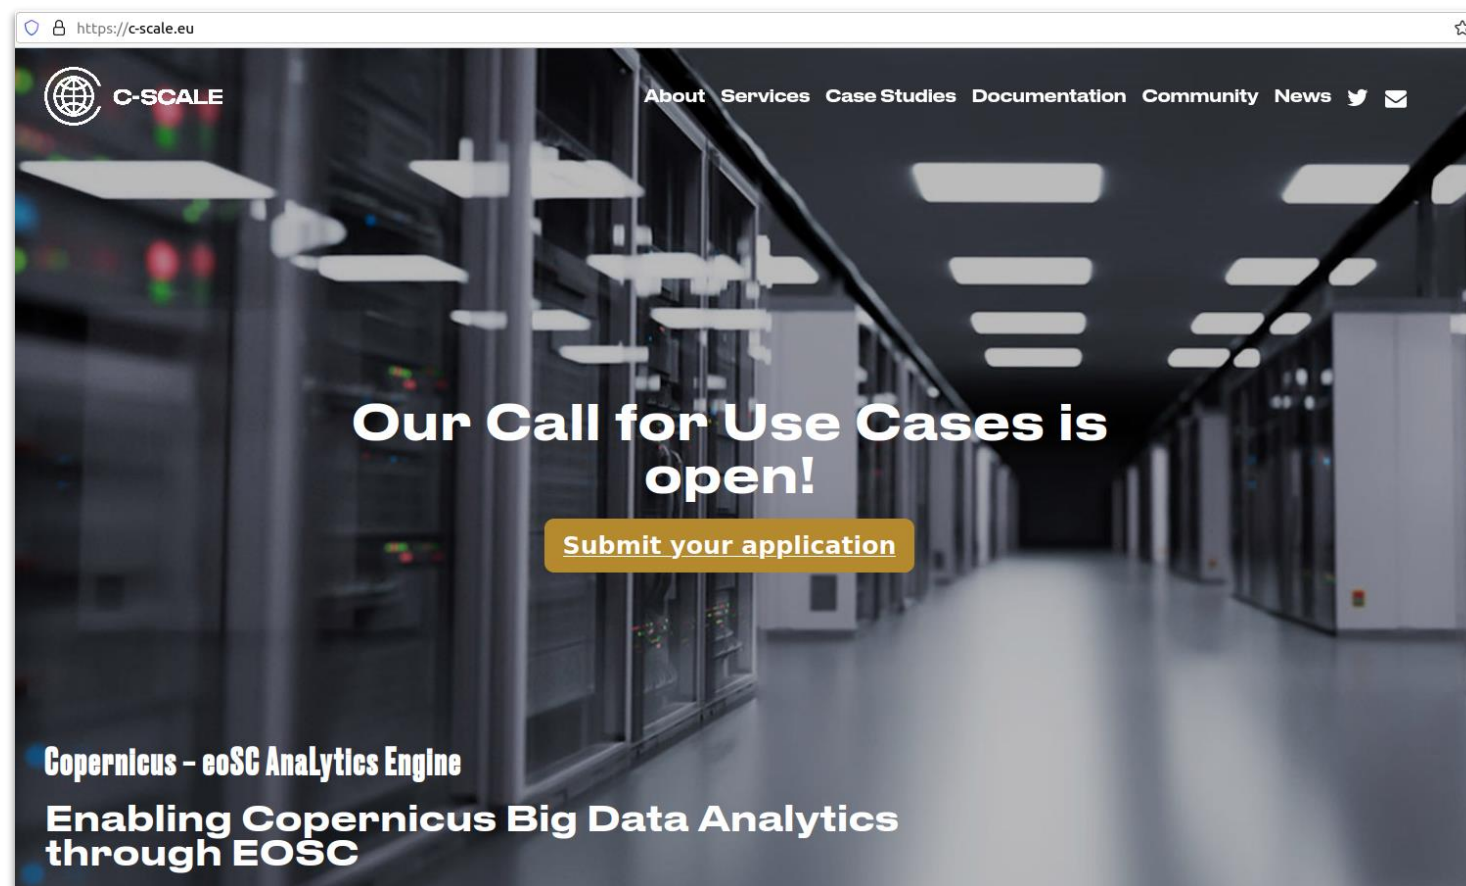 https://c-scale.eu
C-SCALE
About Services Case Studies Documentation Community News
Our Call for Use Cases is
open!
Submit your application
Copernicus – eoSC AnaLytics Engine
Enabling Copernicus Big Data Analytics
through EOSC